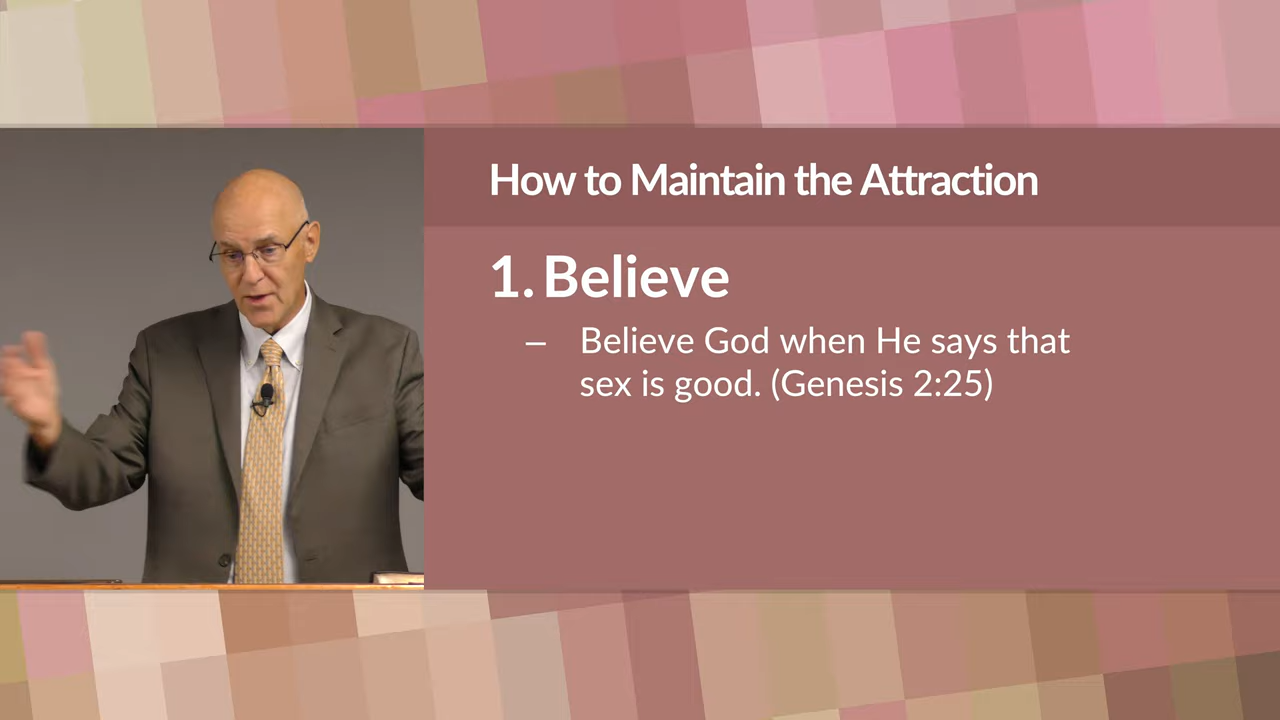 How to Maintain the Attraction
1. Believe
– Believe God when He says that
sex is good. (Genesis 2:25)